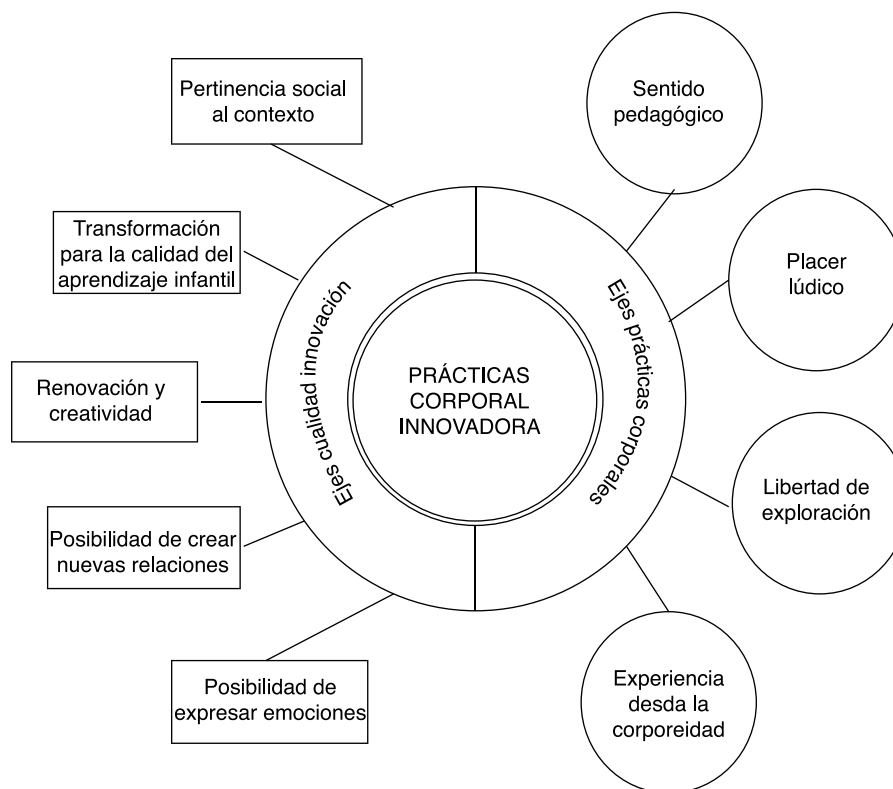 Pertinencia social
al contexto
Transformación
para la calidad del
aprendizaje infantil
Renovación y
creatividad
Posibilidad de crear
nuevas relaciones
Posibilidad de
expresar emociones
Ejes cualidad innovación
PRÁCTICAS
CORPORAL
INNOVADORA
Ejes prácticas corporales
Sentido
pedagógico
Placer
lúdico
Libertad de
exploración
Experiencia
desda la
corporeidad